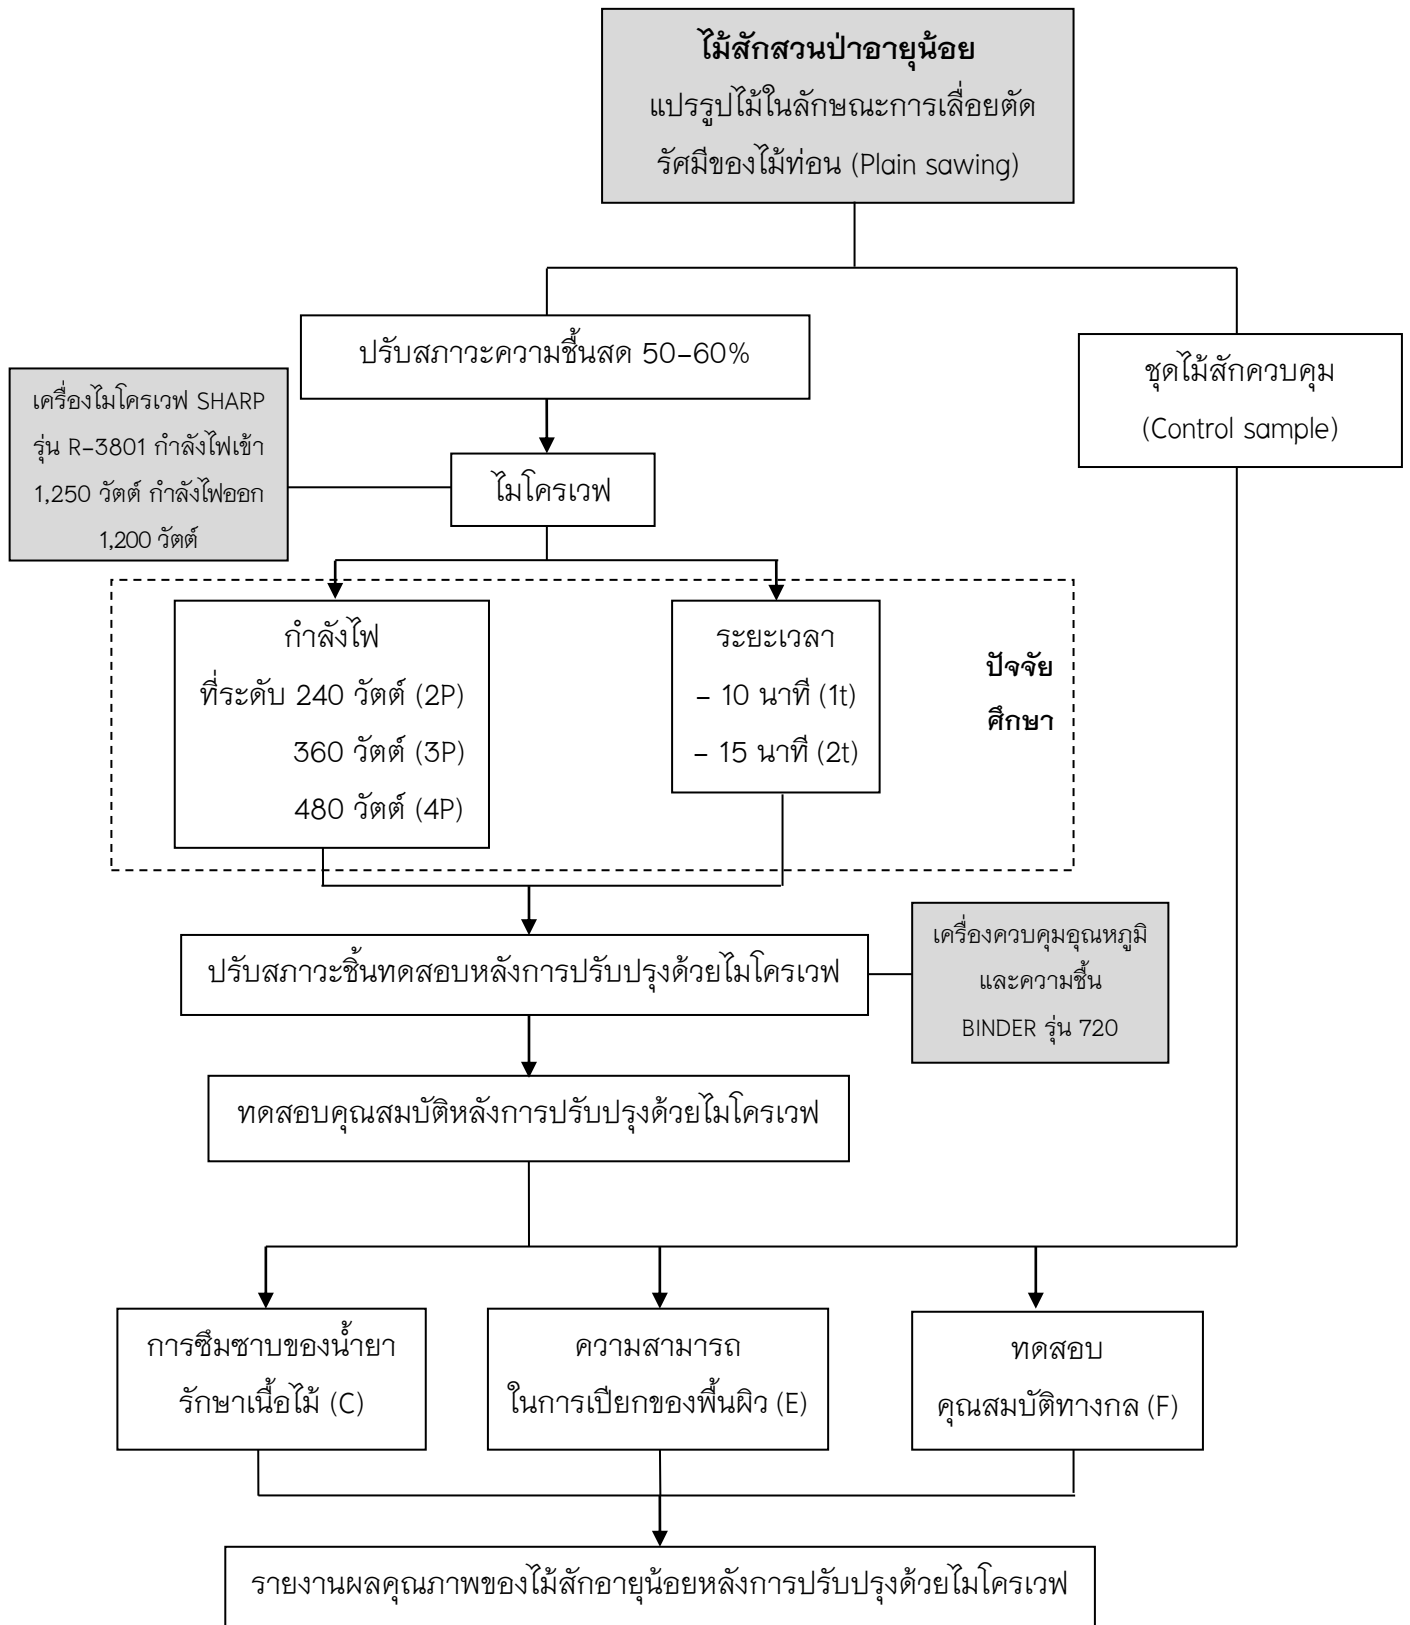 ไม้สักสวนป่าอายุน้อย
แปรรูปไม้ในลักษณะการเลื่อยตัด
รัศมีของไม้ท่อน (Plain sawing)
ปรับสภาวะความชื้นสด 50-60%
ชุดไม้สักควบคุม
(Control sample)
เครื่องไมโครเวฟ SHARP
รุ่น R-3801 กำลังไฟเข้า
1,250 วัตต์ กำลังไฟออก
1,200 วัตต์
ไมโครเวฟ
กำลังไฟ
ที่ระดับ 240 วัตต์ (2P)
360 วัตต์ (3P)
480 วัตต์ (4P)
ระยะเวลา
- 10 นาที (1t)
- 15 นาที (2t)
ปัจจัย
ศึกษา
ปรับสภาวะชิ้นทดสอบหลังการปรับปรุงด้วยไมโครเวฟ
เครื่องควบคุมอุณหภูมิ
และความชื้น
BINDER รุ่น 720
ทดสอบคุณสมบัติหลังการปรับปรุงด้วยไมโครเวฟ
การซึมซาบของน้ำยา
รักษาเนื้อไม้ (C)
ความสามารถ
ในการเปียกของพื้นผิว (E)
ทดสอบ
คุณสมบัติทางกล (F)
รายงานผลคุณภาพของไม้สักอายุน้อยหลังการปรับปรุงด้วยไมโครเวฟ